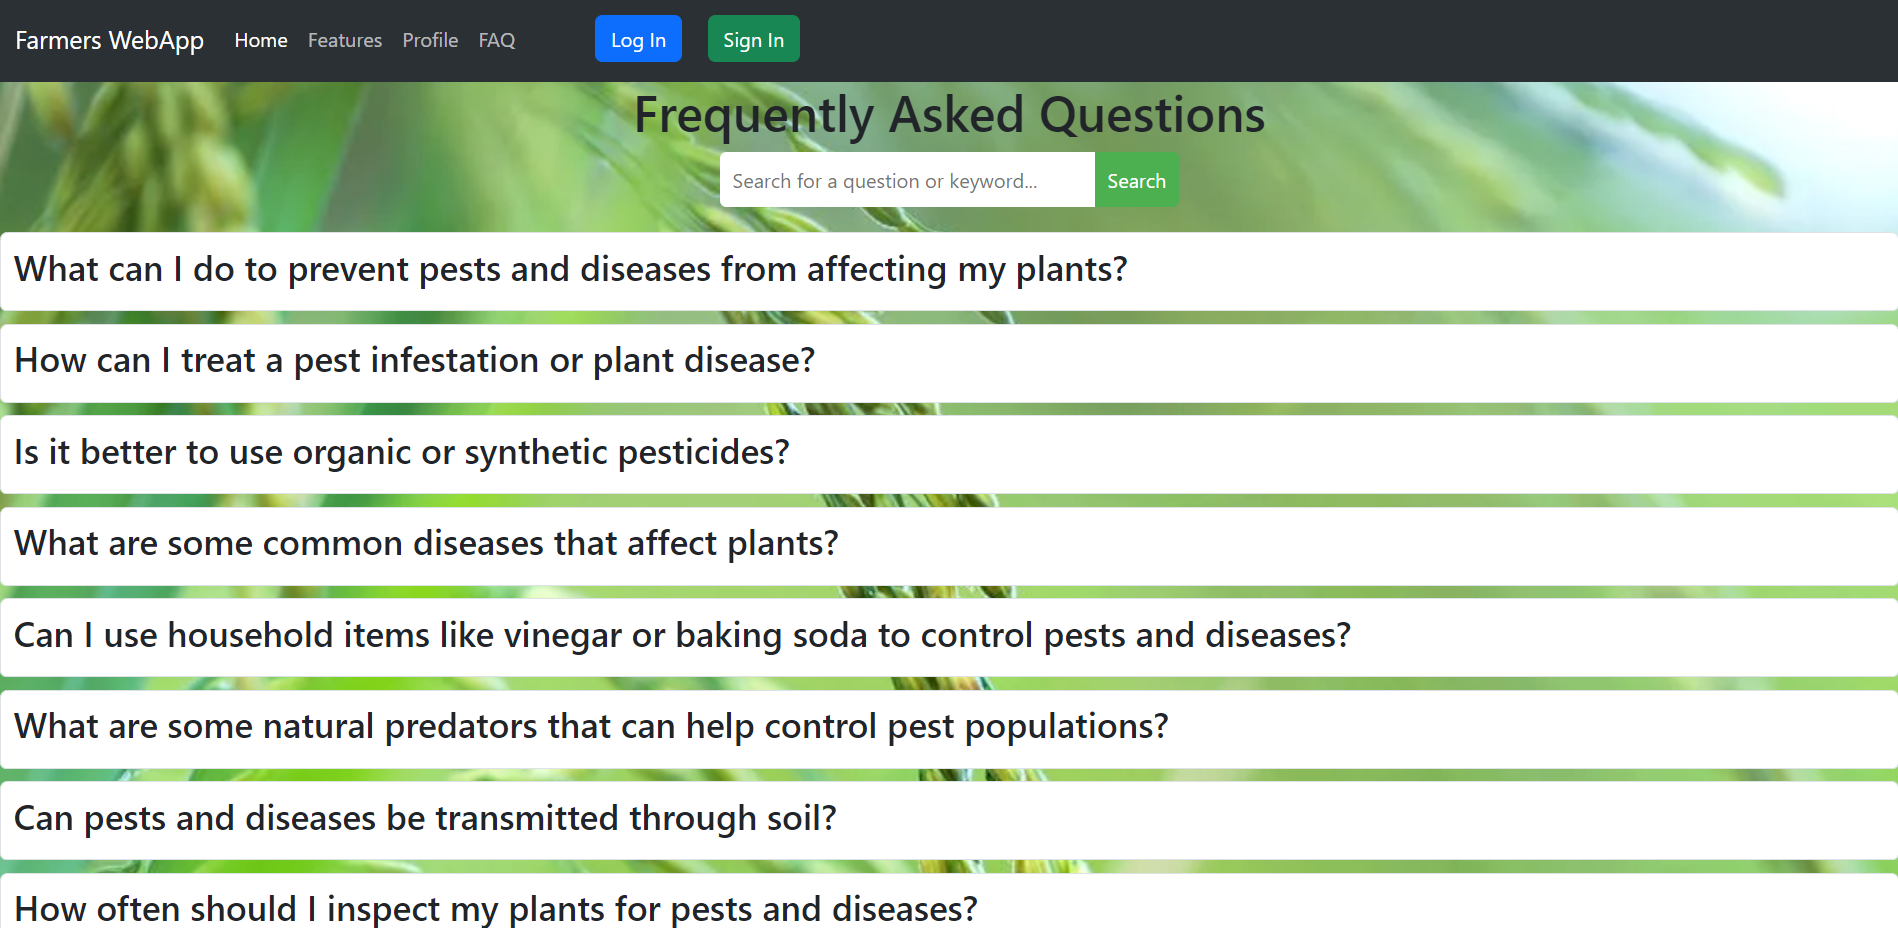 Farmers WebApp Home Features Profile FAQ Log In Sign In
Frequently Asked Questions
Search for a question or keyword... Search
What can I do to prevent pests and diseases from affecting my plants?
How can I treat a pest infestation or plant disease?
Is it better to use organic or synthetic pesticides?
What are some common diseases that affect plants?
Can I use household items like vinegar or baking soda to control pests and diseases?
What are some natural predators that can help control pest populations?
Can pests and diseases be transmitted through soil?
How often should I inspect my plants for pests and diseases?